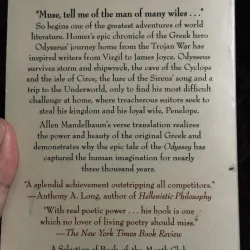 "Muse, tell me of the man of many wiles . . ."
So begins one of the greatest adventures of world
literature. Homer's epic chronicle of the Greek hero
Odysseus' journey home from the Trojan War has
inspired writers from Virgil to James Joyce. Odysseus
survives storm and shipwreck, the cave of the Cyclops
and the isle of Circe, the lure of the Sirens' song and a
trip to the Underworld, only to find his most difficult
challenge at home, where treacherous suitors seek to
steal his kingdom and his loyal wife, Penelope.
Allen Mandelbaum's verse translation realizes
the power and beauty of the original Greek and
demonstrates why the epic tale of the Odyssey has
captured the human imagination for nearly
three thousand years.
"A splendid achievement outstripping all competitors."
—Anthony A. Long, author of Hellenistic Philosophy
"With real poetic power . . . his book is one
which no lover of living poetry should miss."
—The New York Times Book Review
A Selection of Book-of-the-Month Club